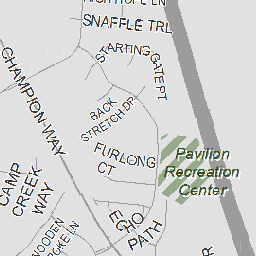 SNAFFLE TRL
STARTING GATE PT
CHAMPION WAY
BACK
STRETCH DR
FURLONG
CT
Pavilion
Recreation
Center
CAMP
CREEK
WAY
ECHO
PATH
WOODEN